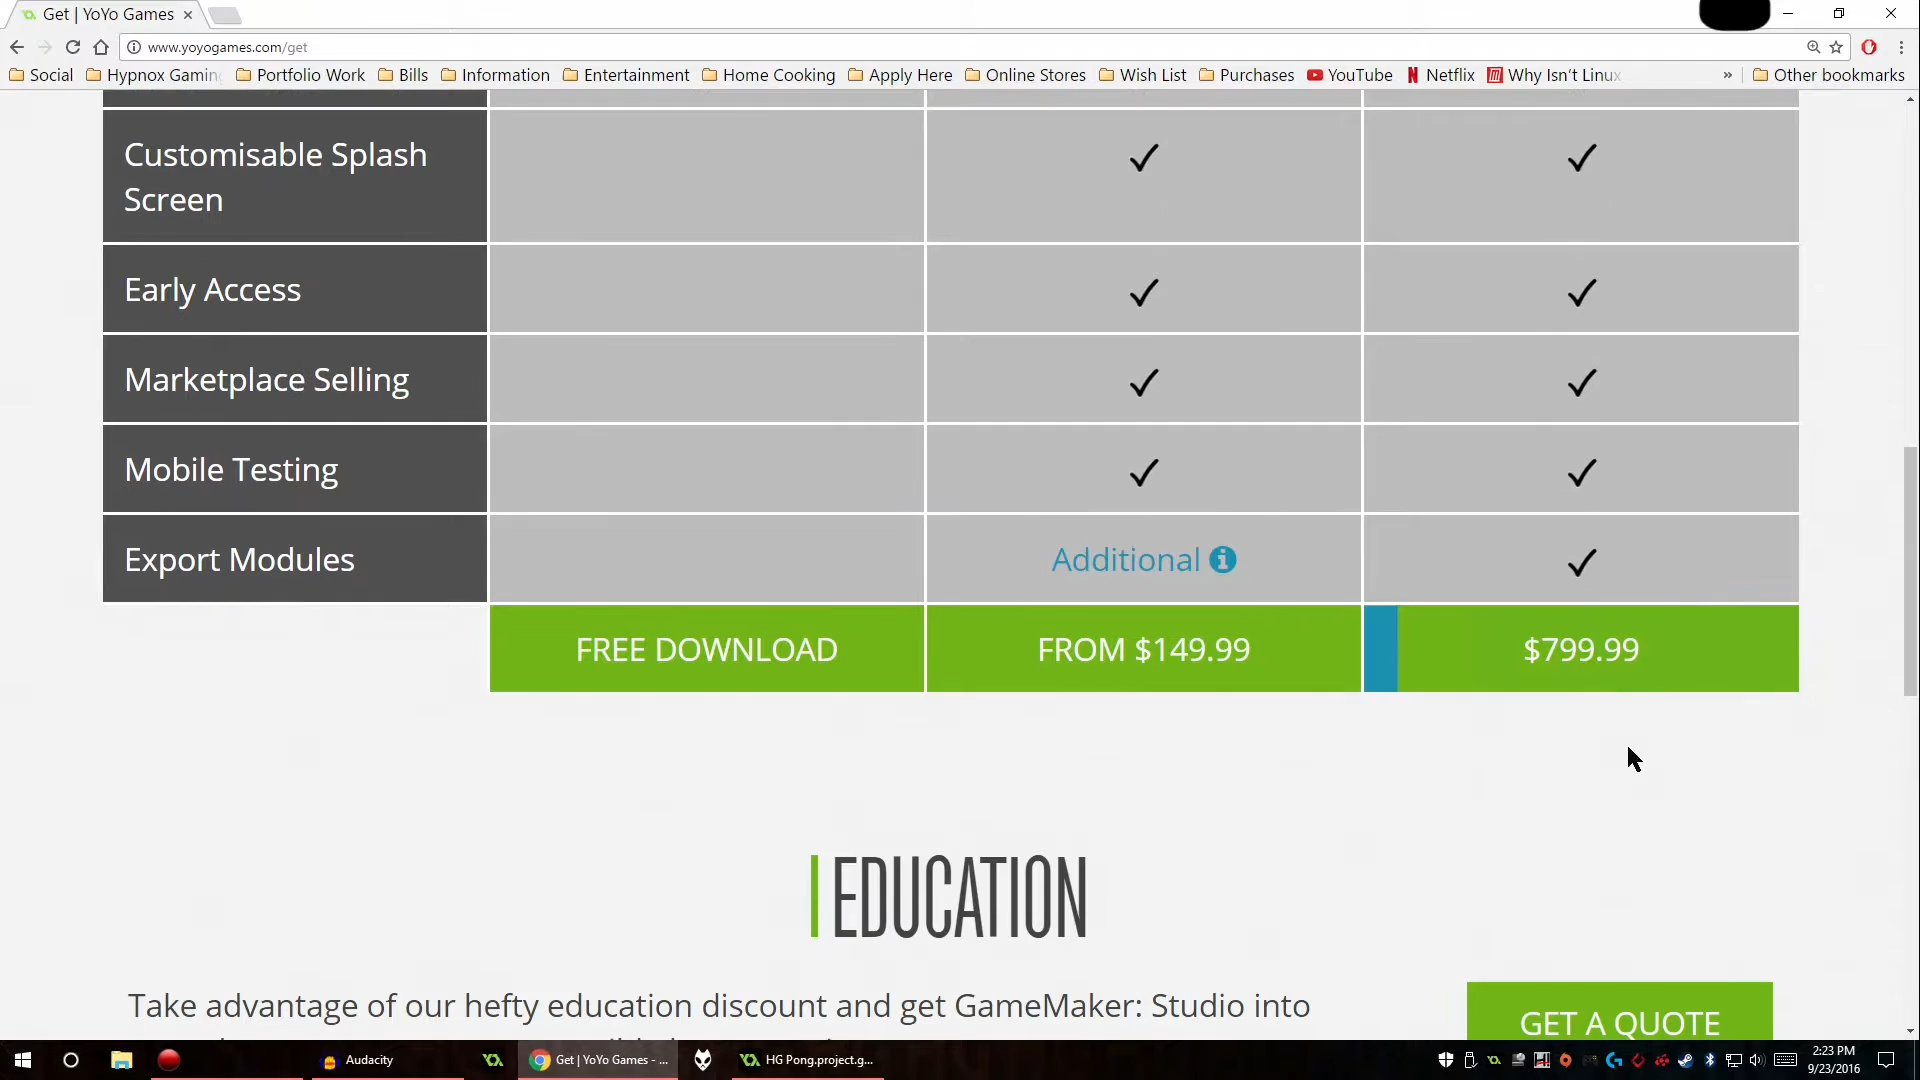 Get | YoYo Games
www.yoyogames.com/get
Social Hypnox Gamin Portfolio Work Bills Information Entertainment Home Cooking Apply Here Online Stores Wish List Purchases YouTube Netflix Why Isn't Linux » Other bookmarks
Customisable Splash
Screen
Early Access
Marketplace Selling
Mobile Testing
Export Modules Additional
FREE DOWNLOAD FROM $149.99 $799.99
EDUCATION
Take advantage of our hefty education discount and get GameMaker: Studio into
GET A QUOTE
Audacity Get | YoYo Games - ... HG Pong.project.g... 2:23 PM
9/23/2016